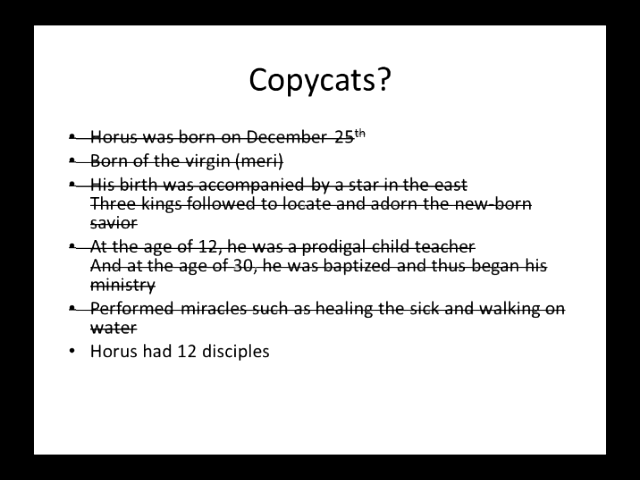 Copycats?
• Horus was born on December 25th
• Born of the virgin (meri)
• His birth was accompanied by a star in the east
Three kings followed to locate and adorn the new-born
savior
• At the age of 12, he was a prodigal child teacher
And at the age of 30, he was baptized and thus began his
ministry
• Performed miracles such as healing the sick and walking on
water
• Horus had 12 disciples